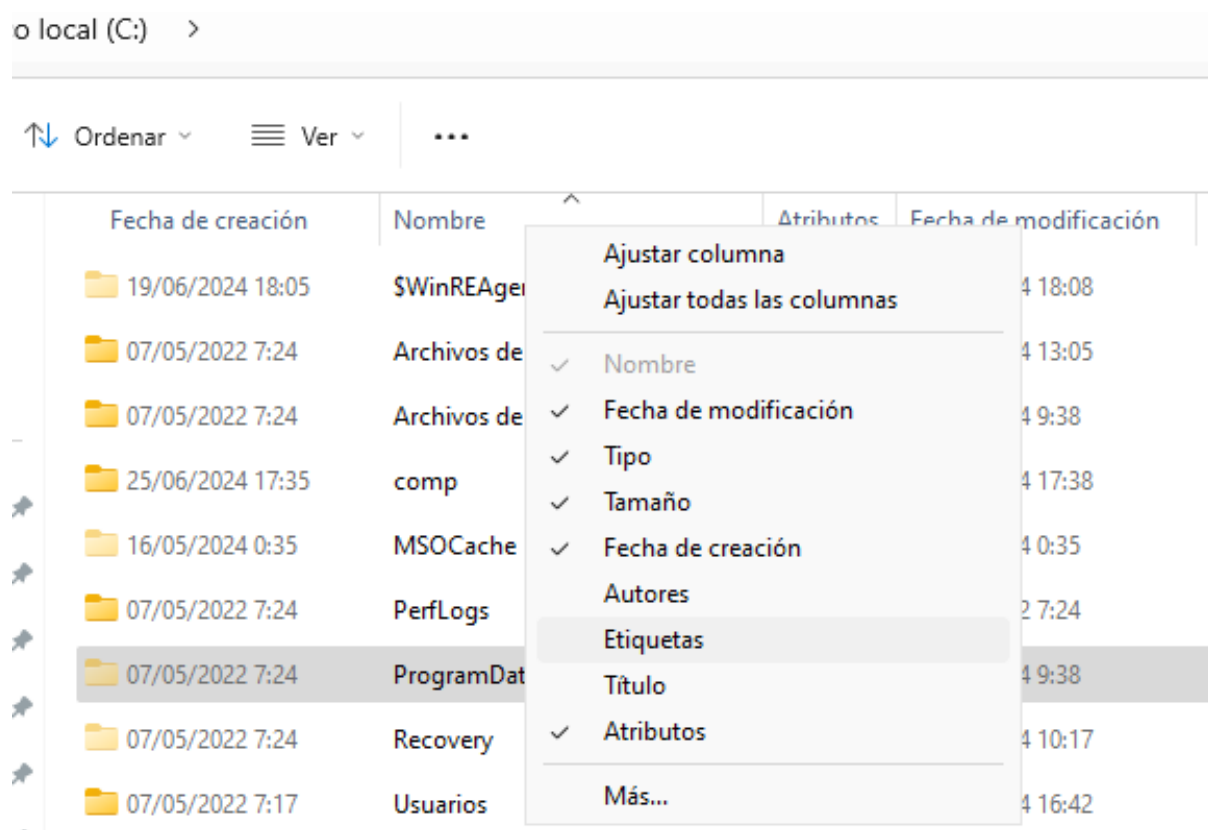 o local (C:) >
Ordenar Ver ...
Fecha de creación Nombre Atributos Fecha de modificación
Ajustar columna
19/06/2024 18:05 $WinREAgen 4 18:08
Ajustar todas las columnas
07/05/2022 7:24 Archivos de 4 13:05
Nombre
07/05/2022 7:24 Archivos de 4 9:38
Fecha de modificación
Tipo
25/06/2024 17:35 comp 4 17:38
Tamaño
16/05/2024 0:35 MSOCache 4 0:35
Fecha de creación
Autores
07/05/2022 7:24 PerfLogs 2 7:24
Etiquetas
07/05/2022 7:24 ProgramDat 4 9:38
Título
07/05/2022 7:24 Recovery 4 10:17
Atributos
07/05/2022 7:17 Usuarios 4 16:42
Más...